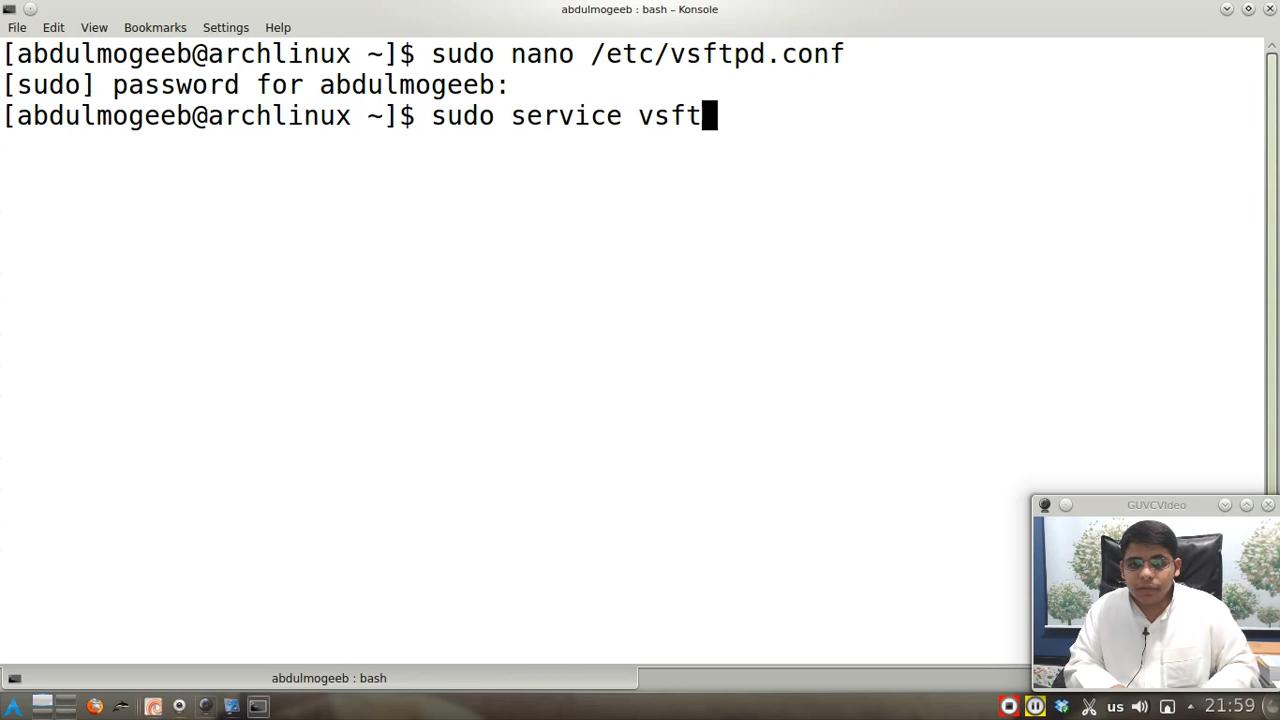 abdulmogeeb : bash – Konsole
File Edit View Bookmarks Settings Help
[abdulmogeeb@archlinux ~]$ sudo nano /etc/vsftpd.conf
[sudo] password for abdulmogeeb:
[abdulmogeeb@archlinux ~]$ sudo service vsft
GUVCVideo
abdulmogeeb : bash
us 21:59